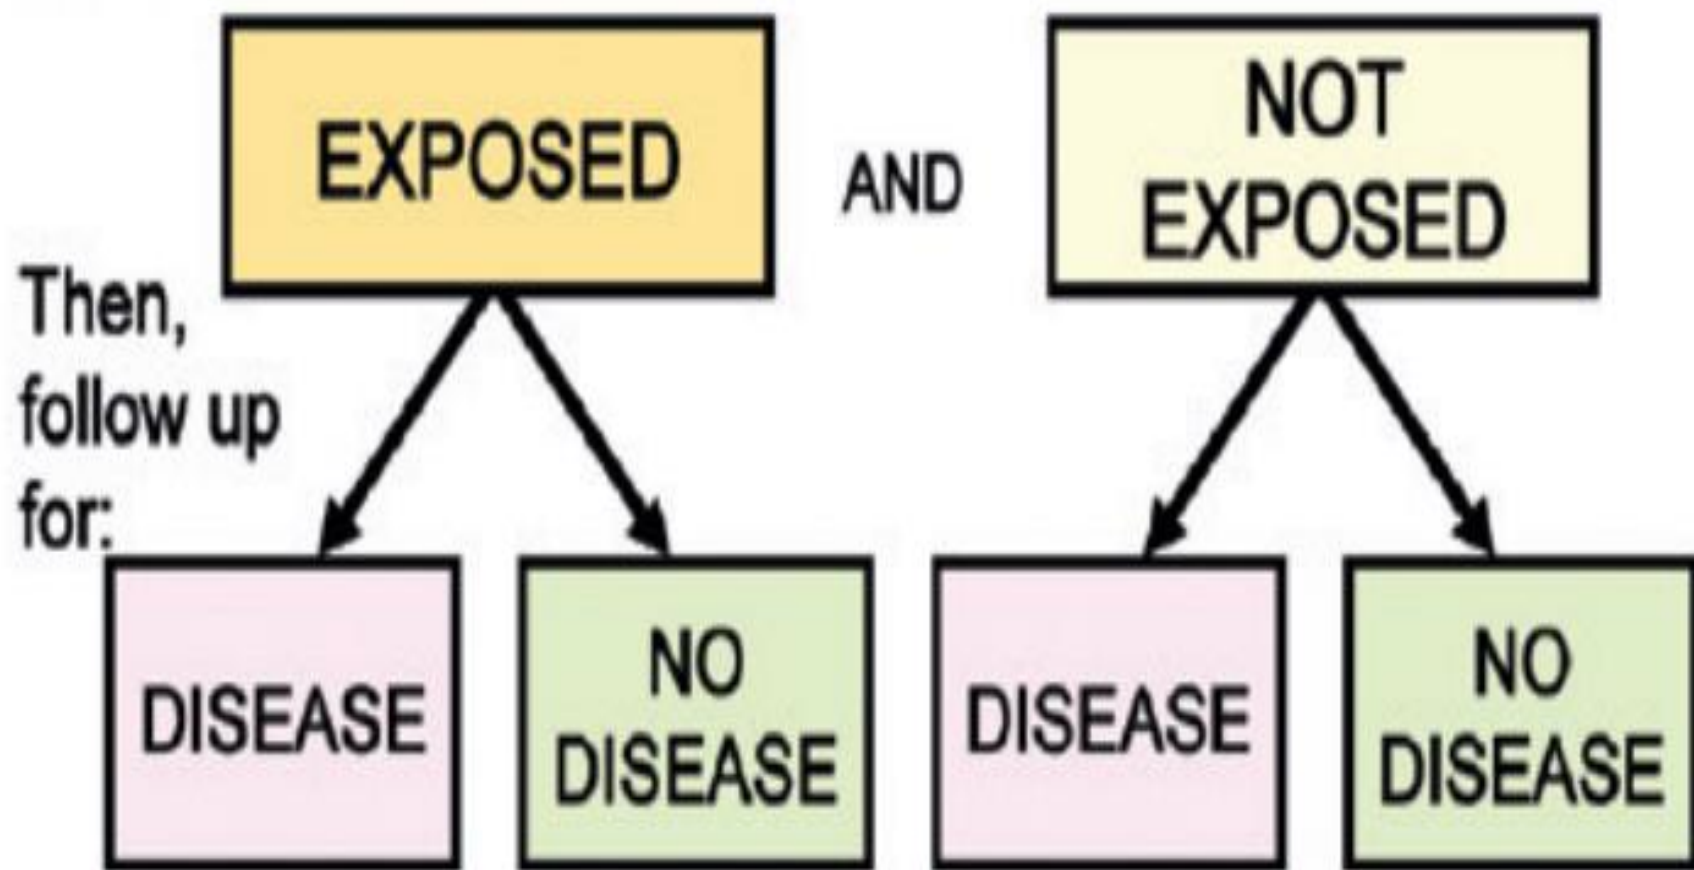 EXPOSED
AND
NOT
EXPOSED
Then,
follow up
for:
DISEASE
NO
DISEASE
DISEASE
NO
DISEASE